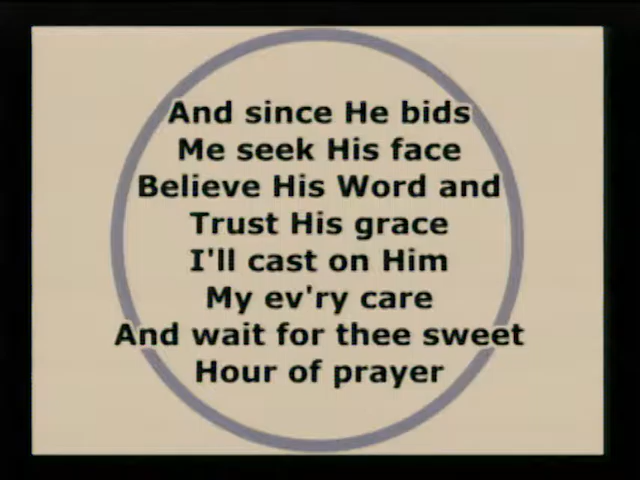 And since He bids
Me seek His face
Believe His Word and
Trust His grace
I'll cast on Him
My ev'ry care
And wait for thee sweet
Hour of prayer